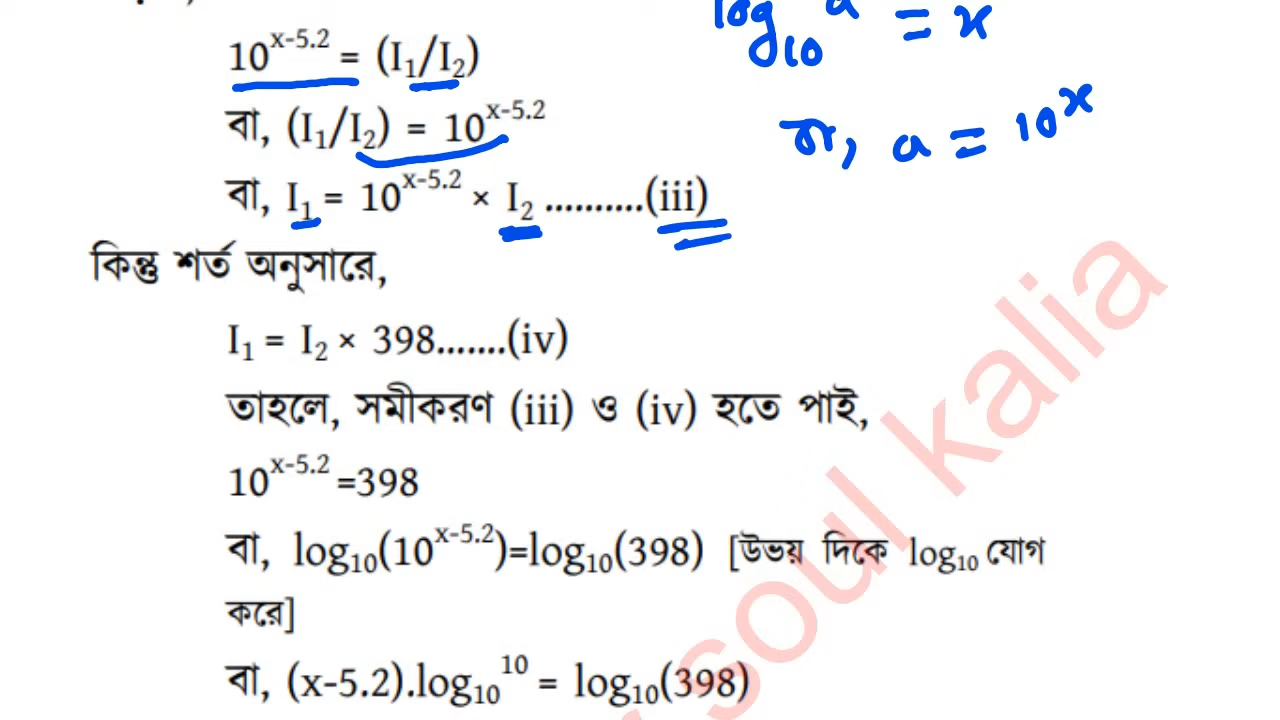 log₁₀ a = x
10^(x-5.2) = (I₁/I₂)
বা, (I₁/I₂) = 10^(x-5.2)
বা, a = 10^x
বা, I₁ = 10^(x-5.2) × I₂ ..........(iii)
কিন্তু শর্ত অনুসারে,
I₁ = I₂ × 398.......(iv)
তাহলে, সমীকরণ (iii) ও (iv) হতে পাই,
10^(x-5.2) =398
বা, log₁₀(10^(x-5.2))=log₁₀(398) [উভয় দিকে log₁₀ যোগ
করে]
বা, (x-5.2).log₁₀^10 = log₁₀(398)
soul kalia